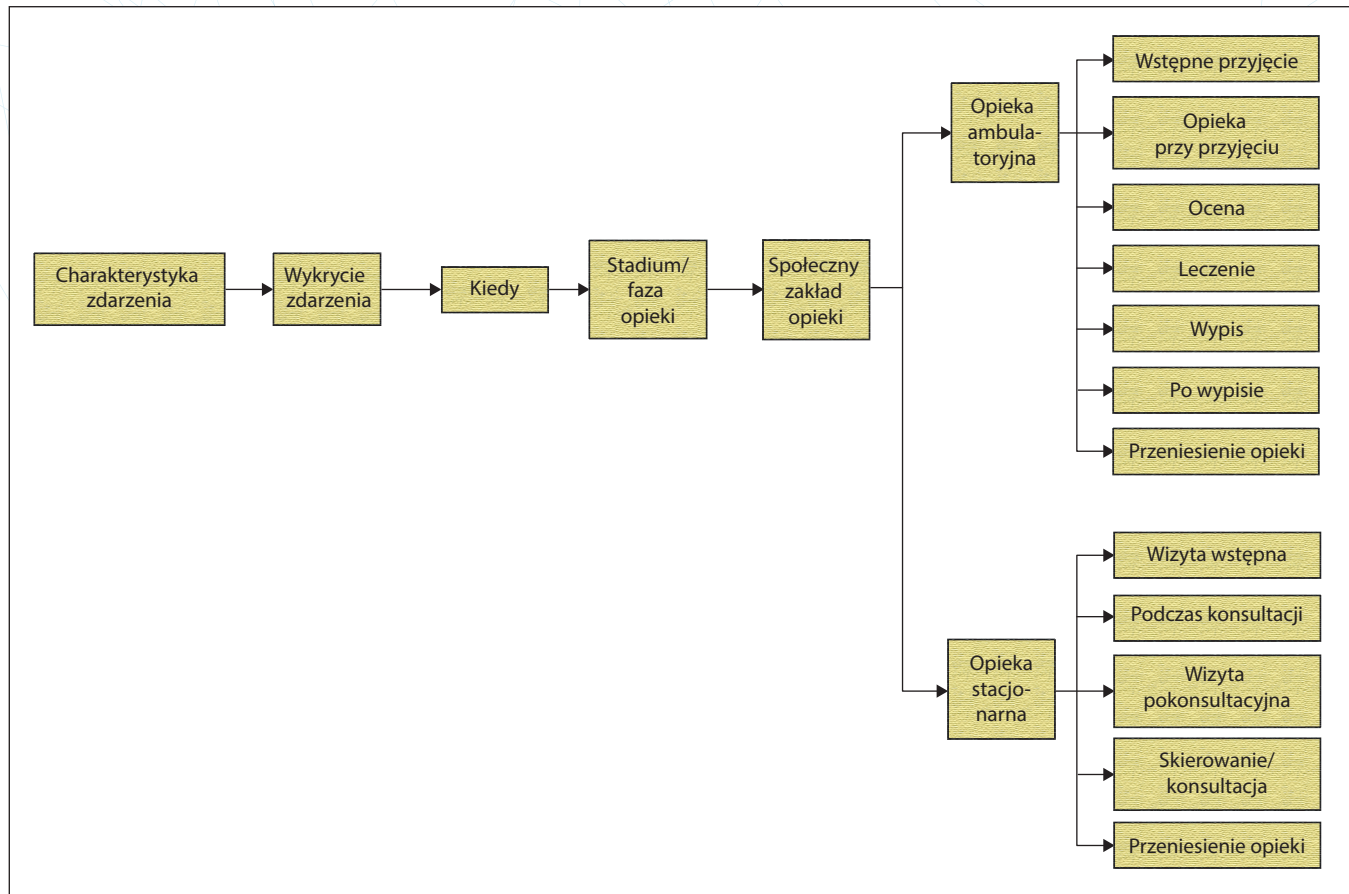 Charakterystyka
zdarzenia
Wykrycie
zdarzenia
Kiedy
Stadium/
faza
opieki
Społeczny
zakład
opieki
Opieka
ambula-
toryjna
Wstępne przyjęcie
Opieka
przy przyjęciu
Ocena
Leczenie
Wypis
Po wypisie
Przeniesienie opieki
Opieka
stacjo-
narna
Wizyta wstępna
Podczas konsultacji
Wizyta
pokonsultacyjna
Skierowanie/
konsultacja
Przeniesienie opieki